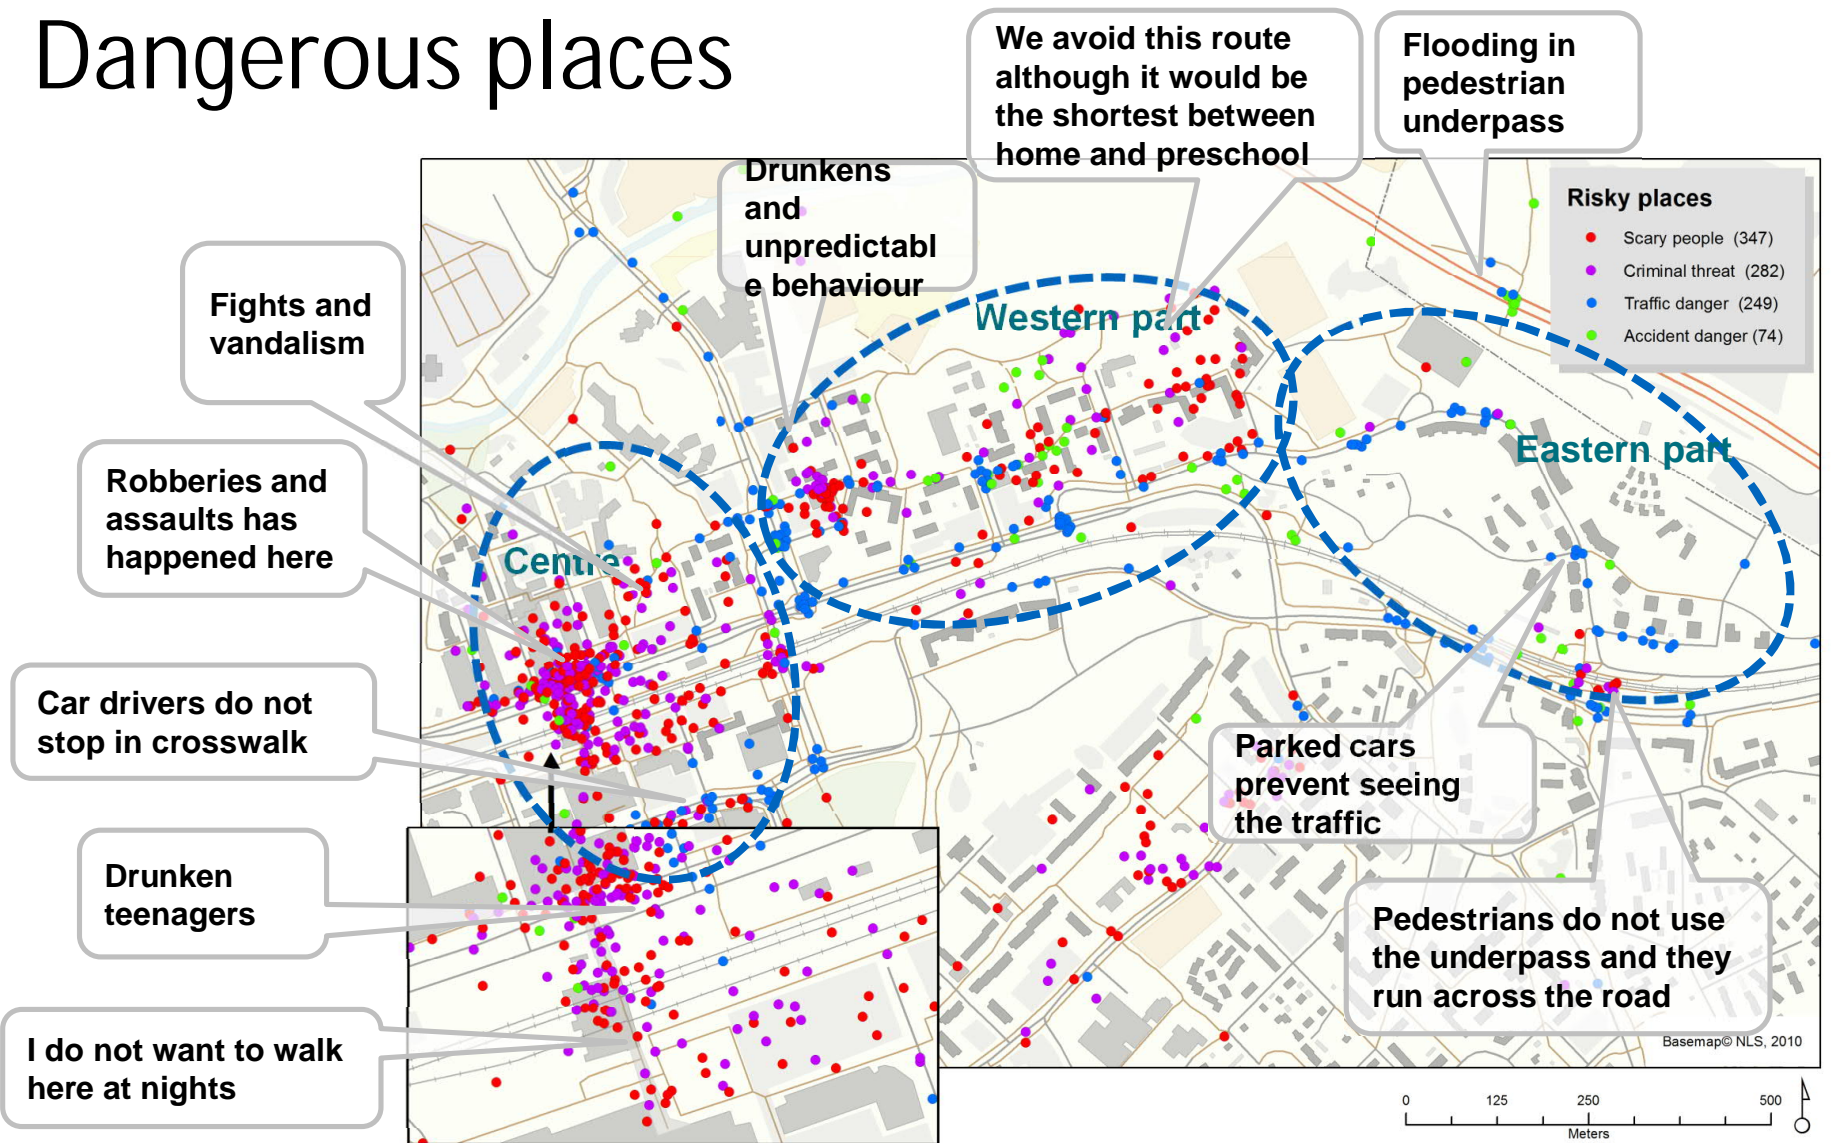 Dangerous places
We avoid this route
although it would be
the shortest between
home and preschool
Flooding in
pedestrian
underpass
Drunkens
and
unpredictabl
e behaviour
Risky places
Scary people (347)
Criminal threat (282)
Traffic danger (249)
Accident danger (74)
Fights and
vandalism
Western part
Eastern part
Robberies and
assaults has
happened here
Centre
Car drivers do not
stop in crosswalk
Parked cars
prevent seeing
the traffic
Drunken
teenagers
Pedestrians do not use
the underpass and they
run across the road
I do not want to walk
here at nights
Basemap© NLS, 2010
0 125 250 500
Meters